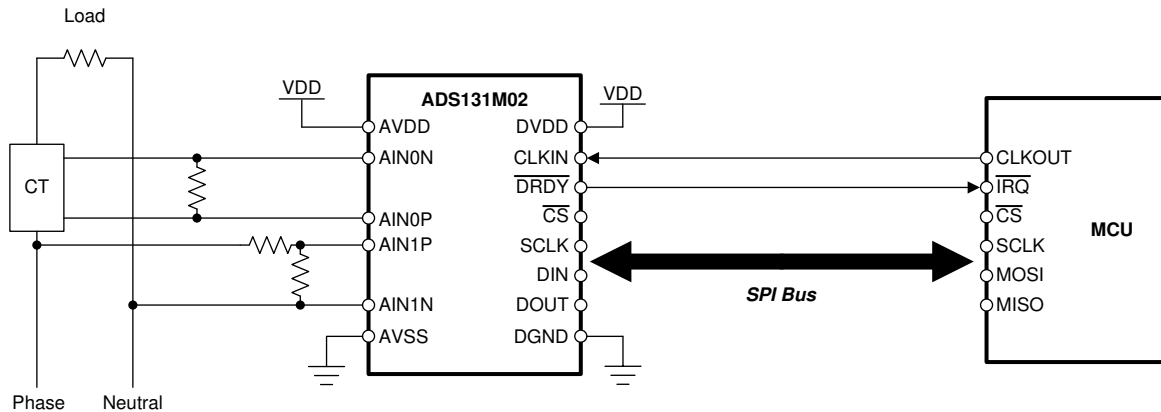 Load
VDD
ADS131M02
VDD
AVDD
DVDD
AIN0N
CLKIN
CLKOUT
CT
DRDY
IRQ
CS
CS
MCU
AIN0P
AIN1P
SCLK
SCLK
DIN
MOSI
SPI Bus
AIN1N
DOUT
MISO
AVSS
DGND
Phase
Neutral